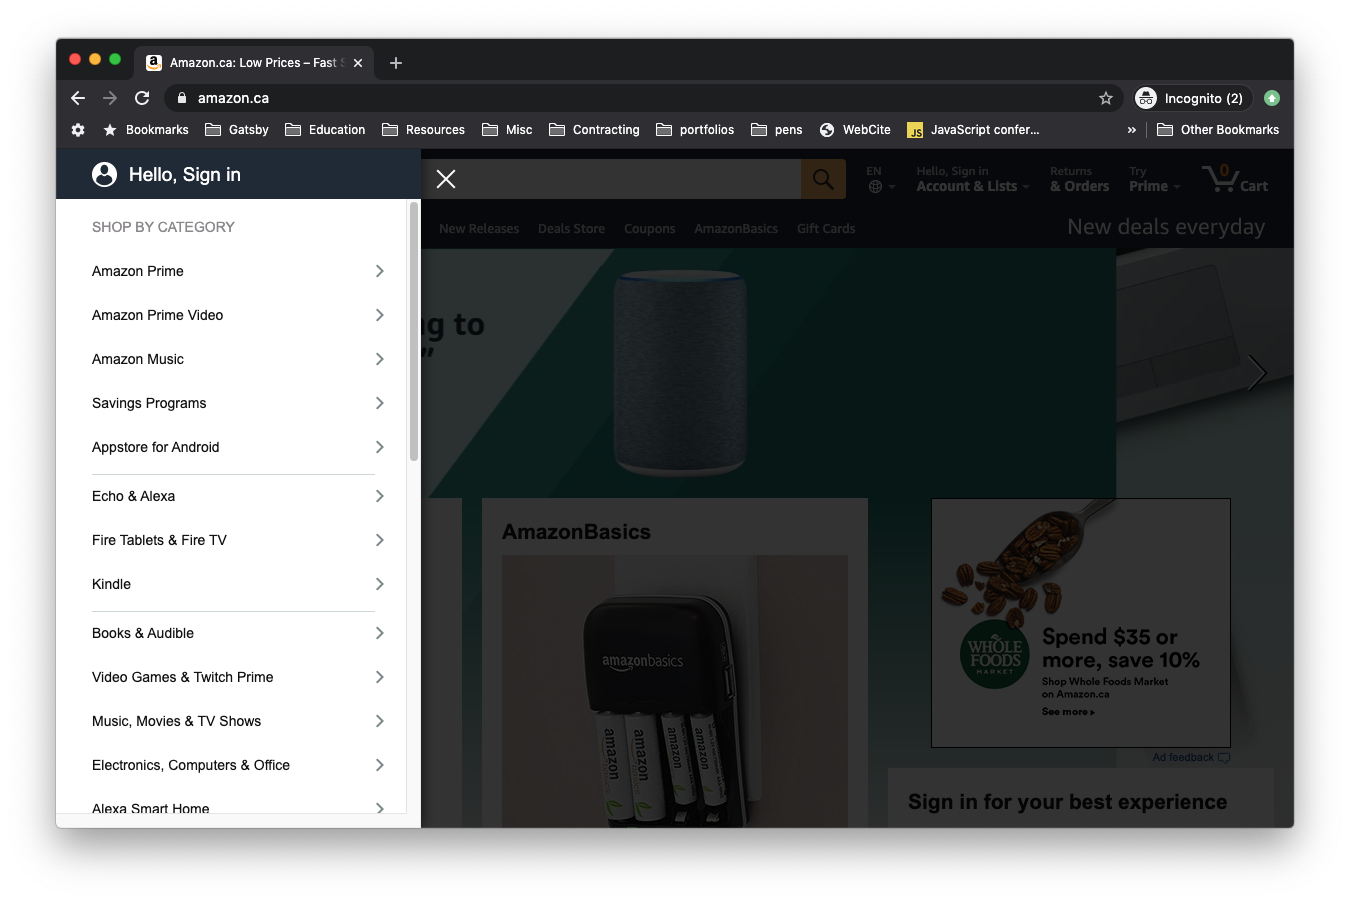 Amazon.ca: Low Prices – Fast S
amazon.ca
Incognito (2)
Bookmarks
Gatsby
Education
Resources
Misc
Contracting
portfolios
pens
WebCite
JS
JavaScript confer...
»
Other Bookmarks
Hello, Sign in
EN
Hello, Sign in
Account & Lists
Returns
& Orders
Try
Prime
0
Cart
New Releases
Deals Store
Coupons
AmazonBasics
Gift Cards
New deals everyday
SHOP BY CATEGORY
Amazon Prime
Amazon Prime Video
Amazon Music
Savings Programs
Appstore for Android
Echo & Alexa
Fire Tablets & Fire TV
Kindle
Books & Audible
Video Games & Twitch Prime
Music, Movies & TV Shows
Electronics, Computers & Office
Alexa Smart Home
g to
”
AmazonBasics
amazonbasics
amazon
amazon
amazon
amazon
WHOLE
FOODS
MARKET
Spend $35 or
more, save 10%
Shop Whole Foods Market
on Amazon.ca
See more
Ad feedback
Sign in for your best experience